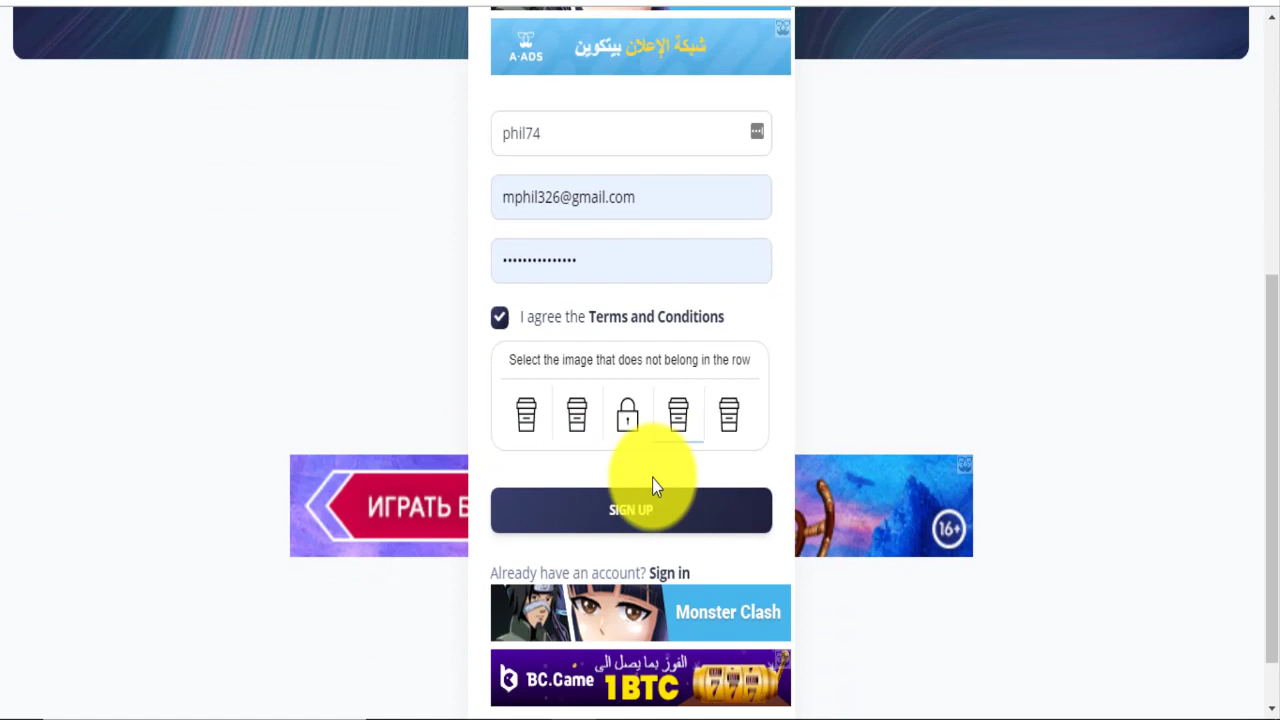 شبكة الإعلان بيتكوين
A-ADS
phil74
mphil326@gmail.com
•••••••••••••••
I agree the Terms and Conditions
Select the image that does not belong in the row
ИГРАТЬ Б
16+
SIGN UP
Already have an account? Sign in
Monster Clash
الفوز بما يصل الى
BC.Game
1BTC
777